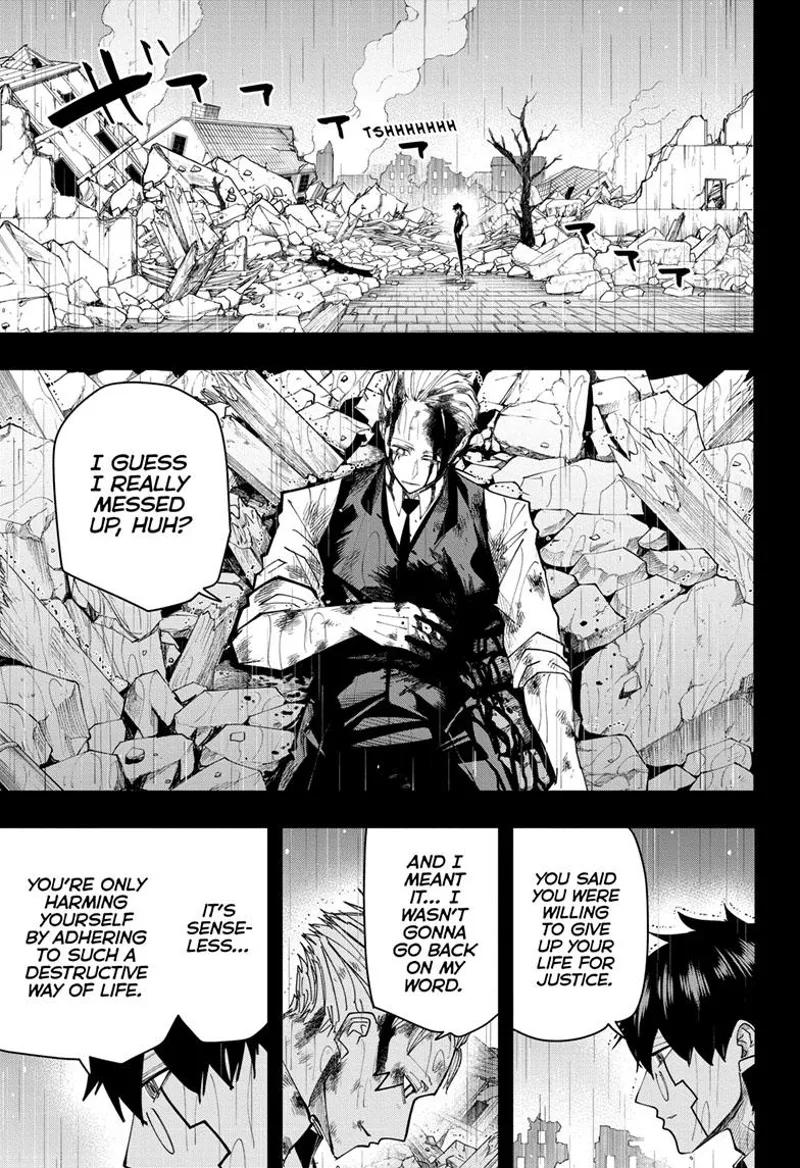 ザァァァ
TSHHHHHHH
ァァァ
I GUESS
I REALLY
MESSED
UP, HUH?
YOU SAID
YOU WERE
WILLING
TO GIVE
UP YOUR
LIFE FOR
JUSTICE.
AND I
MEANT
IT... I
WASN'T
GONNA
GO BACK
ON MY
WORD.
IT'S
SENSE-
LESS...
YOU'RE ONLY
HARMING
YOURSELF
BY ADHERING
TO SUCH A
DESTRUCTIVE
WAY OF LIFE.